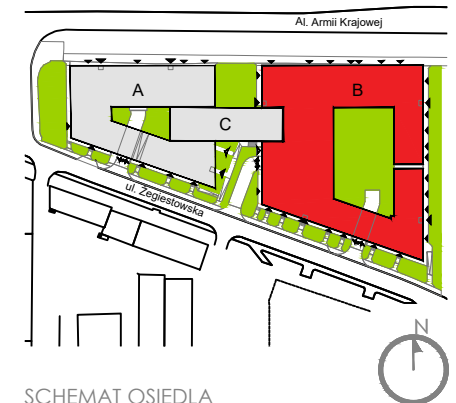 Al. Armii Krajowej
A
B
C
ul. Żegiestowska
N
SCHEMAT OSIEDLA